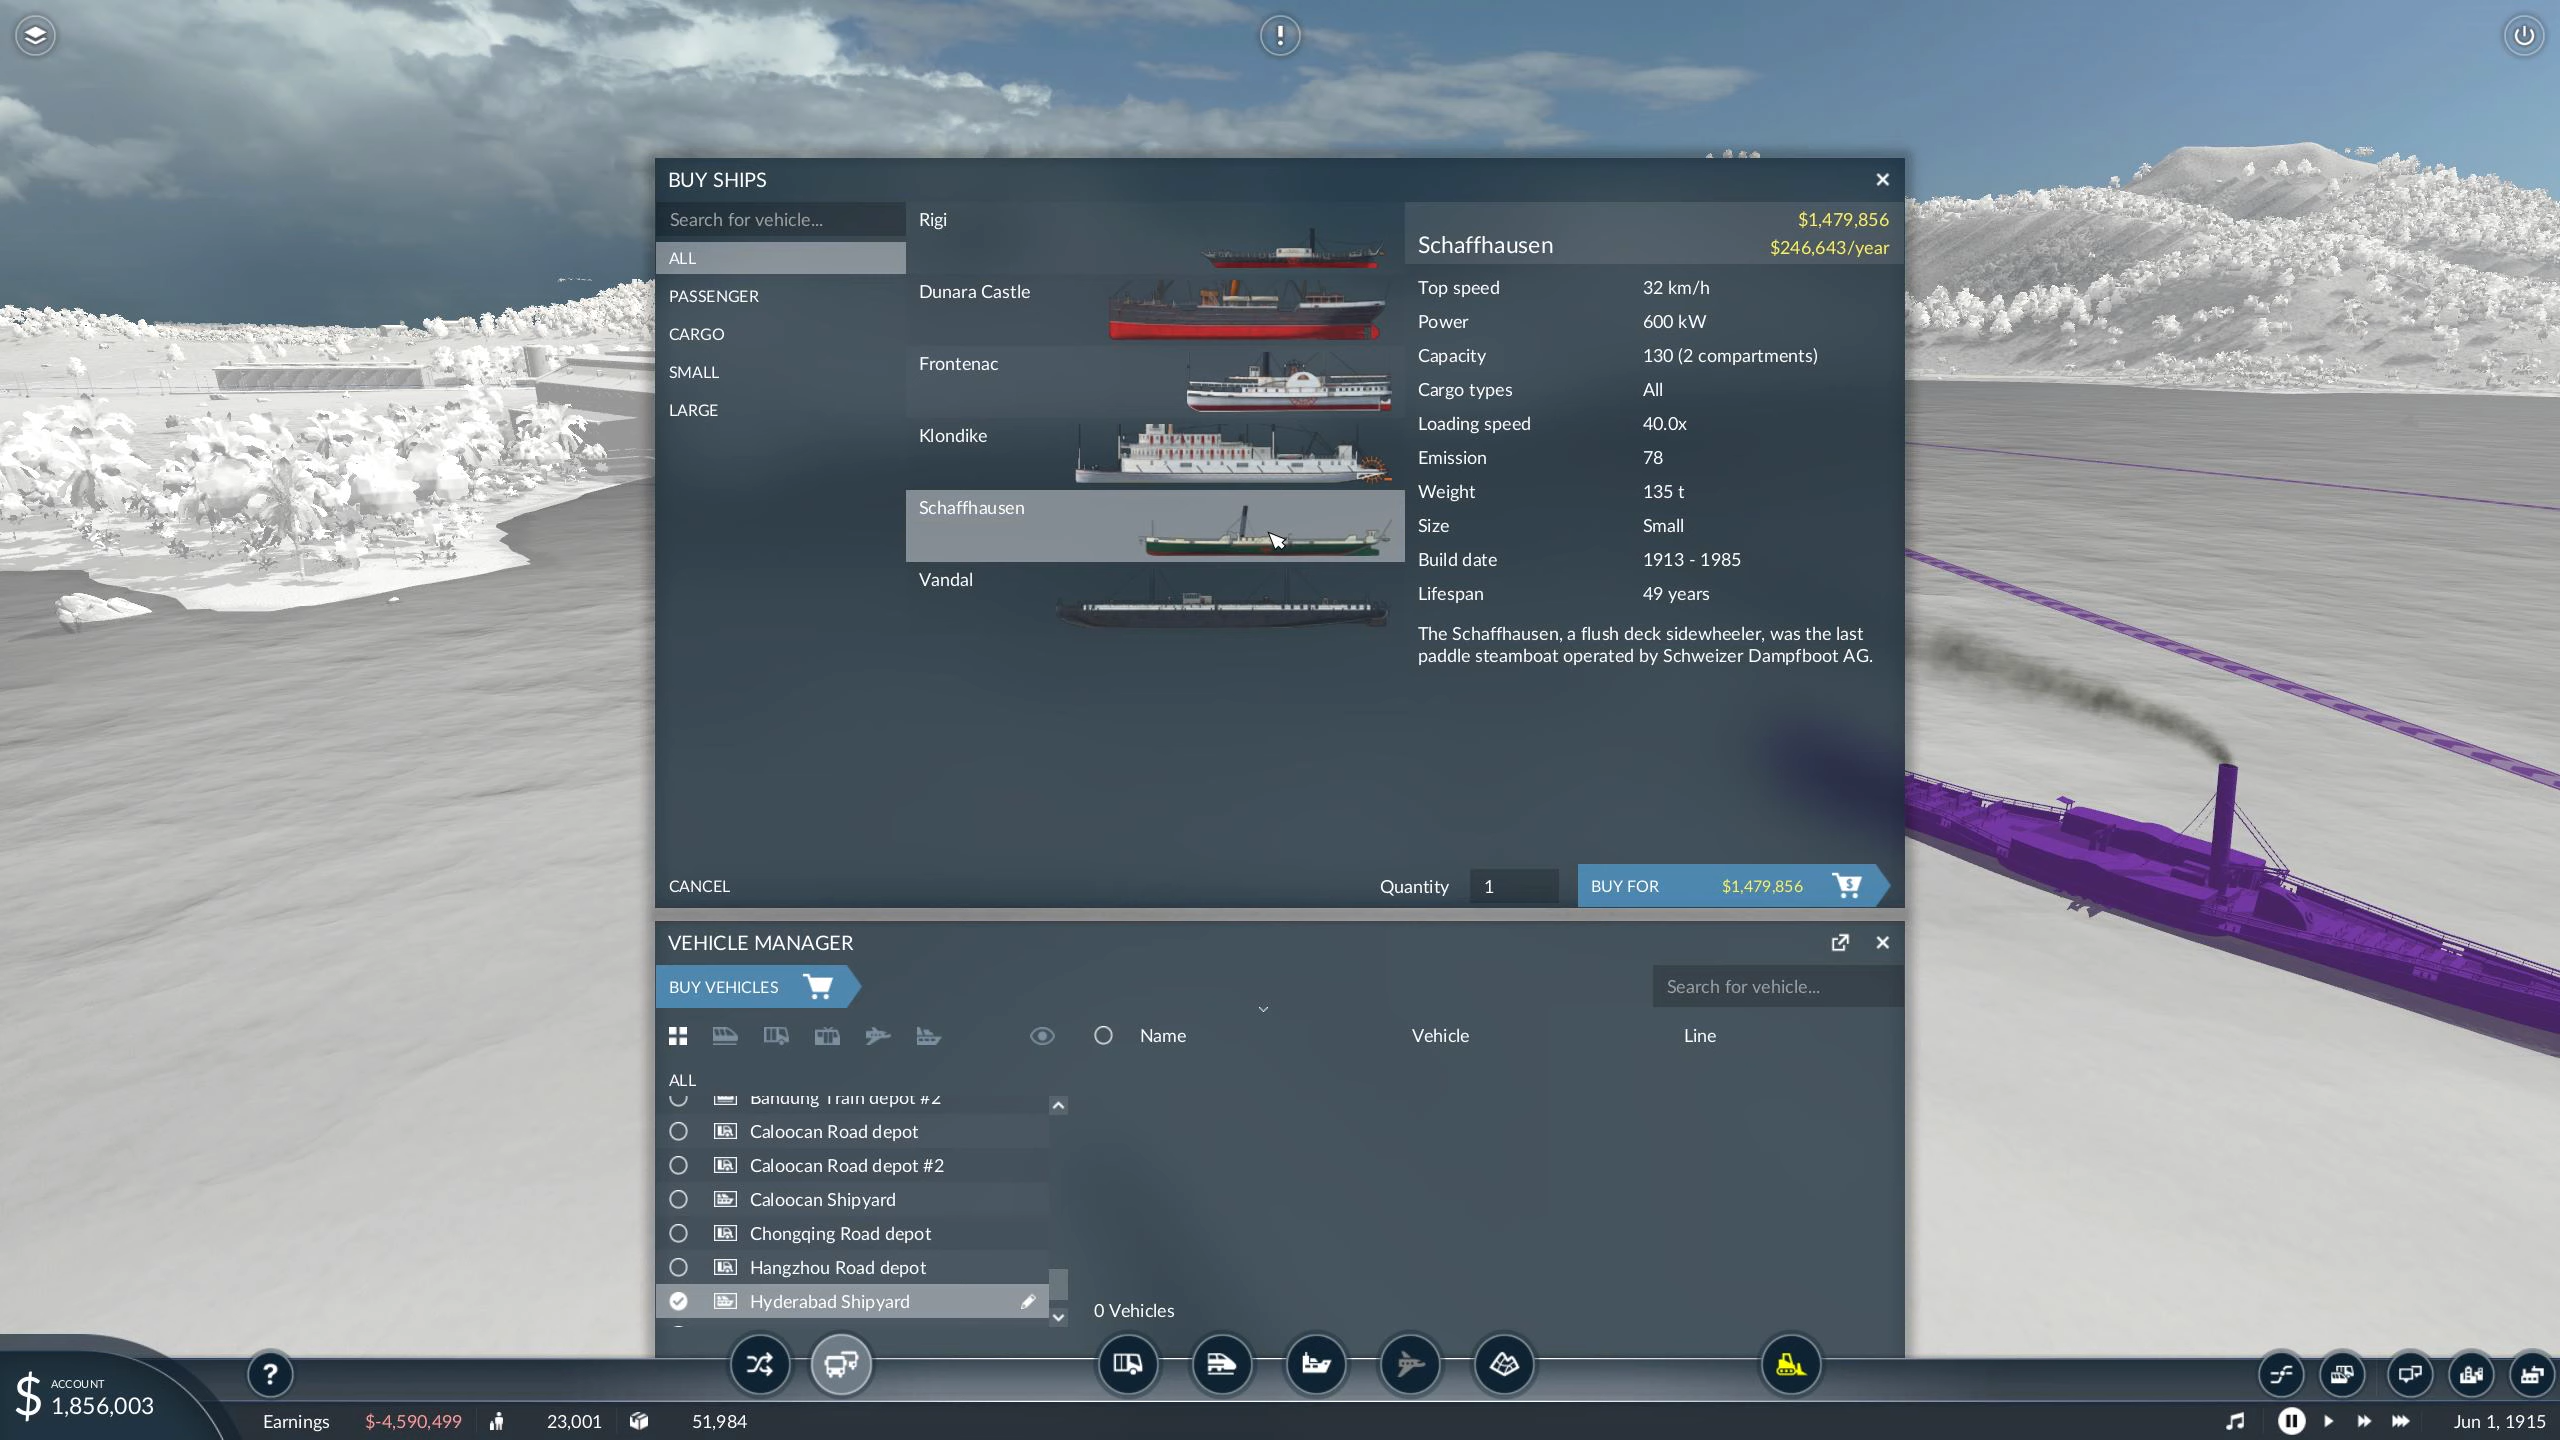 BUY SHIPS
Search for vehicle...
ALL
PASSENGER
CARGO
SMALL
LARGE
Rigi
Dunara Castle
Frontenac
Klondike
Schaffhausen
Vandal
$1,479,856
Schaffhausen
$246,643/year
Top speed 32 km/h
Power 600 kW
Capacity 130 (2 compartments)
Cargo types All
Loading speed 40.0x
Emission 78
Weight 135 t
Size Small
Build date 1913 - 1985
Lifespan 49 years
The Schaffhausen, a flush deck sidewheeler, was the last
paddle steamboat operated by Schweizer Dampfboot AG.
CANCEL
Quantity 1
BUY FOR $1,479,856
VEHICLE MANAGER
BUY VEHICLES
Search for vehicle...
Name Vehicle Line
ALL
Bandung Train depot #2
Caloocan Road depot
Caloocan Road depot #2
Caloocan Shipyard
Chongqing Road depot
Hangzhou Road depot
Hyderabad Shipyard
0 Vehicles
?
$ ACCOUNT
1,856,003
Earnings $-4,590,499 23,001 51,984
Jun 1, 1915